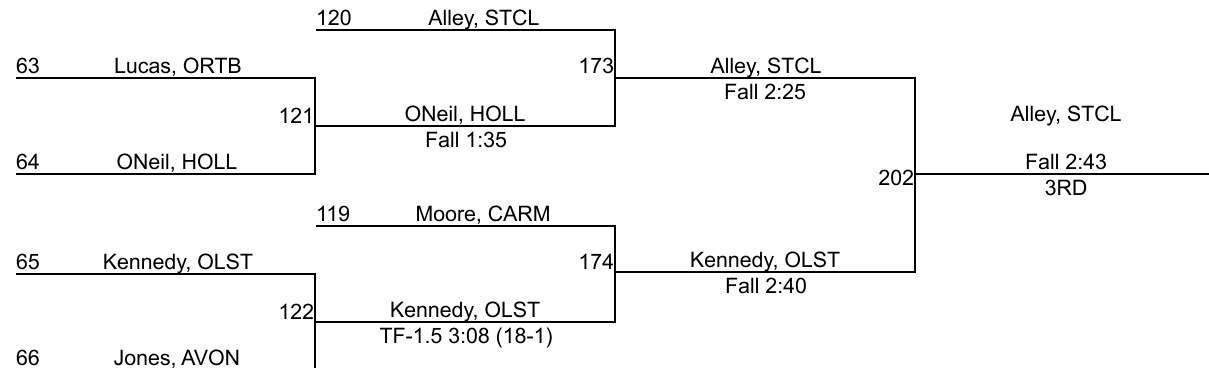 120 Alley, STCL
63 Lucas, ORTB
173 Alley, STCL
Fall 2:25
121 ONeil, HOLL
Fall 1:35
Alley, STCL
64 ONeil, HOLL
Fall 2:43
202
3RD
119 Moore, CARM
65 Kennedy, OLST
174 Kennedy, OLST
Fall 2:40
122 Kennedy, OLST
TF-1.5 3:08 (18-1)
66 Jones, AVON